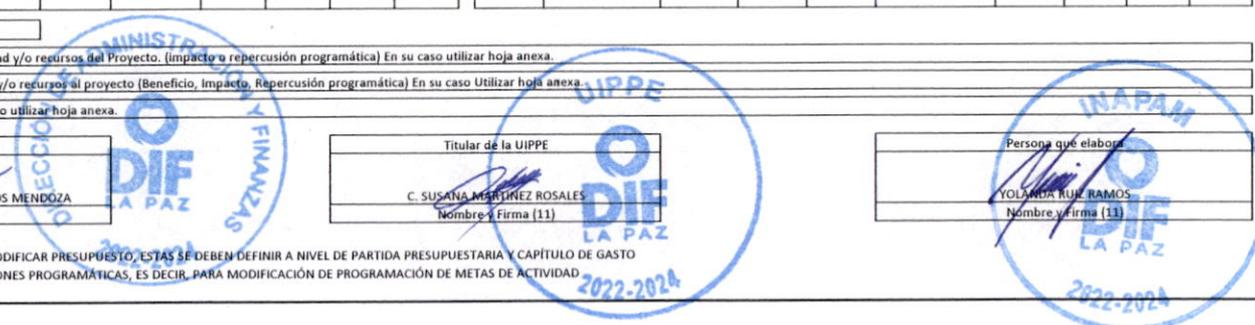 d y/o recursos del Proyecto. (impacto o repercusión programática) En su caso utilizar hoja anexa.
y/o recursos al proyecto (Beneficio, Impacto, Repercusión programática) En su caso Utilizar hoja anexa.
o utilizar hoja anexa.
DIRECCIÓN DE ADMINISTRACIÓN Y FINANZAS
DIF
LA PAZ
2022-2024
OS MENDOZA
UIPPE
Titular de la UIPPE
C. SUSANA MARTINEZ ROSALES
Nombre y Firma (11)
DIF
LA PAZ
2022-2024
INAPAM
Persona que elabora
YOLANDA RUIZ RAMOS
Nombre y Firma (11)
DIF
LA PAZ
2022-2024
ODIFICAR PRESUPUESTO, ESTAS SE DEBEN DEFINIR A NIVEL DE PARTIDA PRESUPUESTARIA Y CAPÍTULO DE GASTO
ONES PROGRAMÁTICAS, ES DECIR, PARA MODIFICACIÓN DE PROGRAMACIÓN DE METAS DE ACTIVIDAD